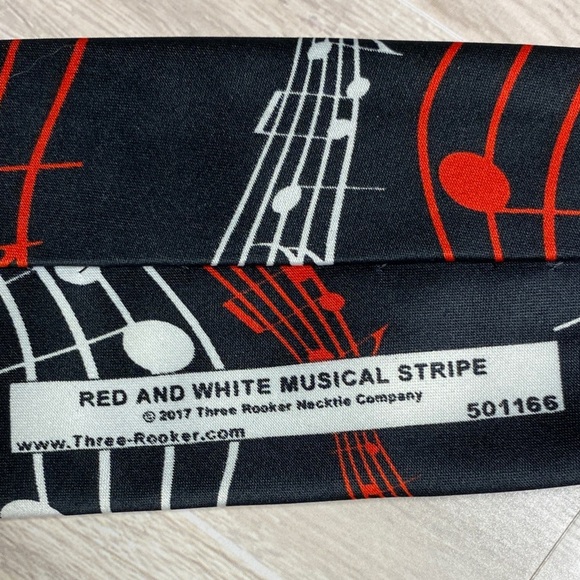 RED AND WHITE MUSICAL STRIPE
© 2017 Three Rooker Necktie Company
www.Three-Rooker.com
501166